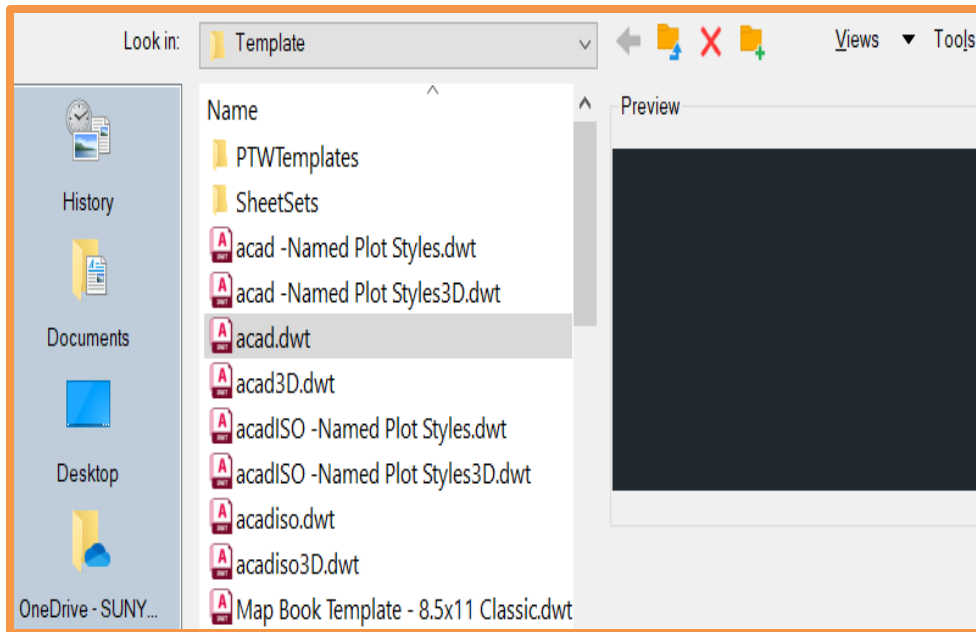 Look in:
Template
Views
Tools
History
Documents
Desktop
OneDrive - SUNY...
Name
PTWTemplates
SheetSets
acad -Named Plot Styles.dwt
acad -Named Plot Styles3D.dwt
acad.dwt
acad3D.dwt
acadISO -Named Plot Styles.dwt
acadISO -Named Plot Styles3D.dwt
acadiso.dwt
acadiso3D.dwt
Map Book Template - 8.5x11 Classic.dwt
Preview